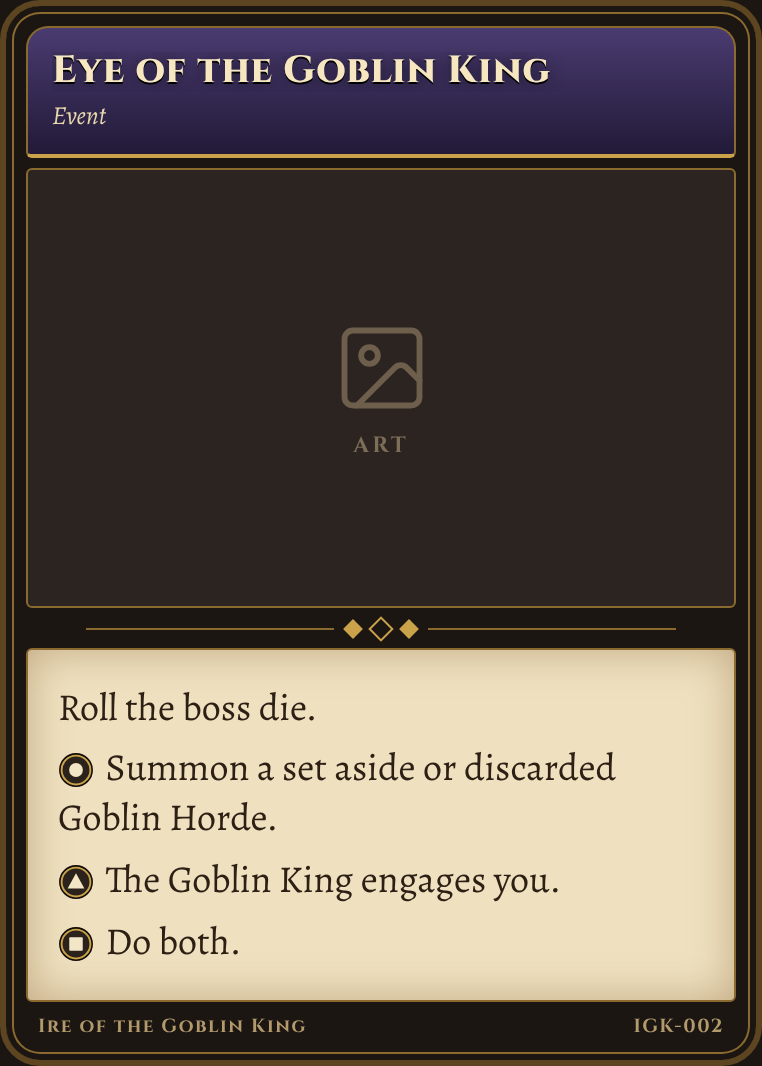 Eye of the Goblin King
Event
ART
Roll the boss die.
Summon a set aside or discarded
Goblin Horde.
The Goblin King engages you.
Do both.
Ire of the Goblin King
IGK-002